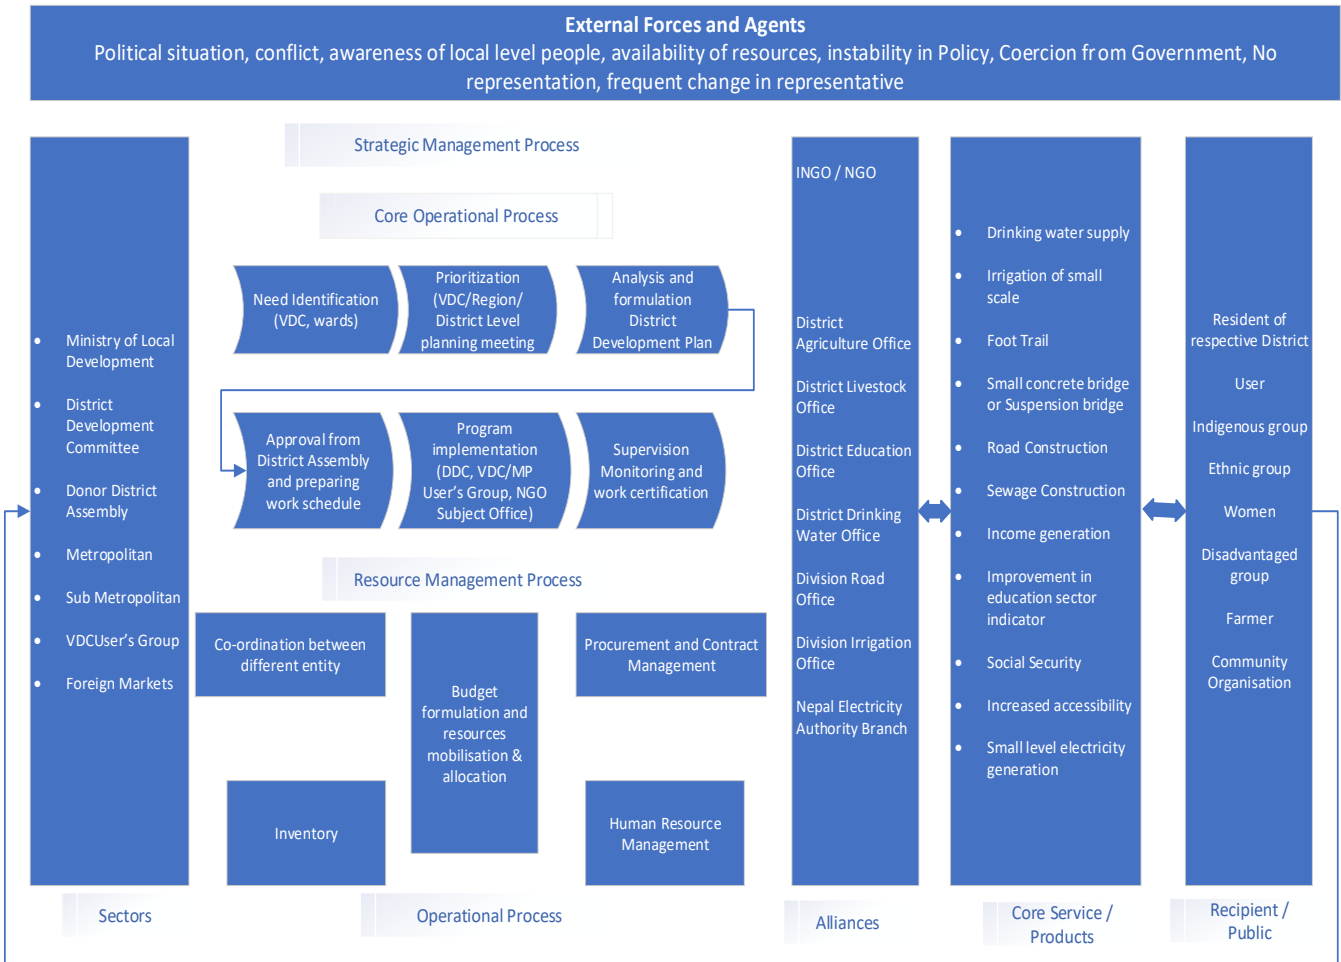 External Forces and Agents
Political situation, conflict, awareness of local level people, availability of resources, instability in Policy, Coercion from Government, No
representation, frequent change in representative
Strategic Management Process
Core Operational Process
Need Identification
(VDC, wards)
Prioritization
(VDC/Region/
District Level
planning meeting
Analysis and
formulation
District
Development Plan
Approval from
District Assembly
and preparing
work schedule
Program
implementation
(DDC, VDC/MP
User's Group, NGO
Subject Office)
Supervision
Monitoring and
work certification
Resource Management Process
Co-ordination between
different entity
Budget
formulation and
resources
mobilisation &
allocation
Procurement and Contract
Management
Inventory
Human Resource
Management
Operational Process
• Ministry of Local
Development
• District
Development
Committee
• Donor District
Assembly
• Metropolitan
• Sub Metropolitan
• VDCUser's Group
• Foreign Markets
Sectors
INGO / NGO
District
Agriculture Office
District Livestock
Office
District Education
Office
District Drinking
Water Office
Division Road
Office
Division Irrigation
Office
Nepal Electricity
Authority Branch
Alliances
• Drinking water supply
• Irrigation of small
scale
• Foot Trail
• Small concrete bridge
or Suspension bridge
• Road Construction
• Sewage Construction
• Income generation
• Improvement in
education sector
indicator
• Social Security
• Increased accessibility
• Small level electricity
generation
Core Service /
Products
Resident of
respective District
User
Indigenous group
Ethnic group
Women
Disadvantaged
group
Farmer
Community
Organisation
Recipient /
Public